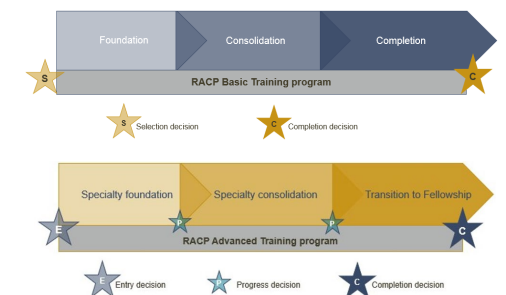 Foundation Consolidation Completion
S RACP Basic Training program C
S Selection decision C Completion decision
Specialty foundation Specialty consolidation Transition to Fellowship
E P P C
RACP Advanced Training program
E Entry decision P Progress decision C Completion decision